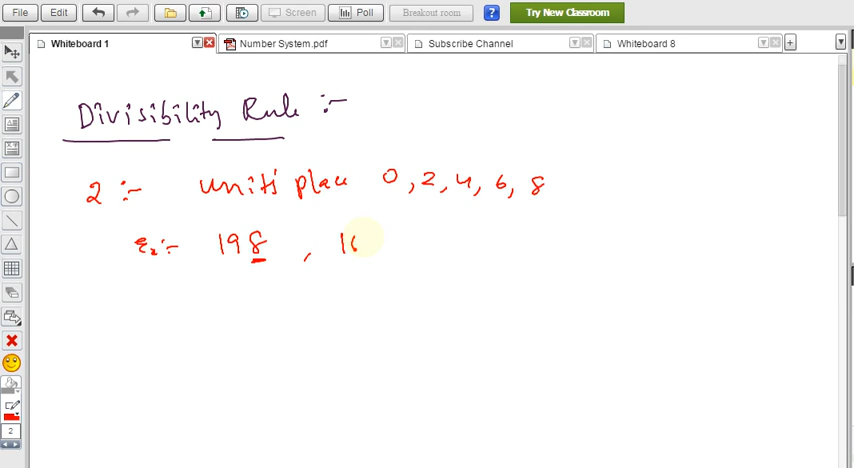 File Edit Screen Poll Breakout room ? Try New Classroom
Whiteboard 1 Number System.pdf Subscribe Channel Whiteboard 8
Divisibility Rule :-
2 :- unit's place 0, 2, 4, 6, 8
Ex :- 198 ,
2